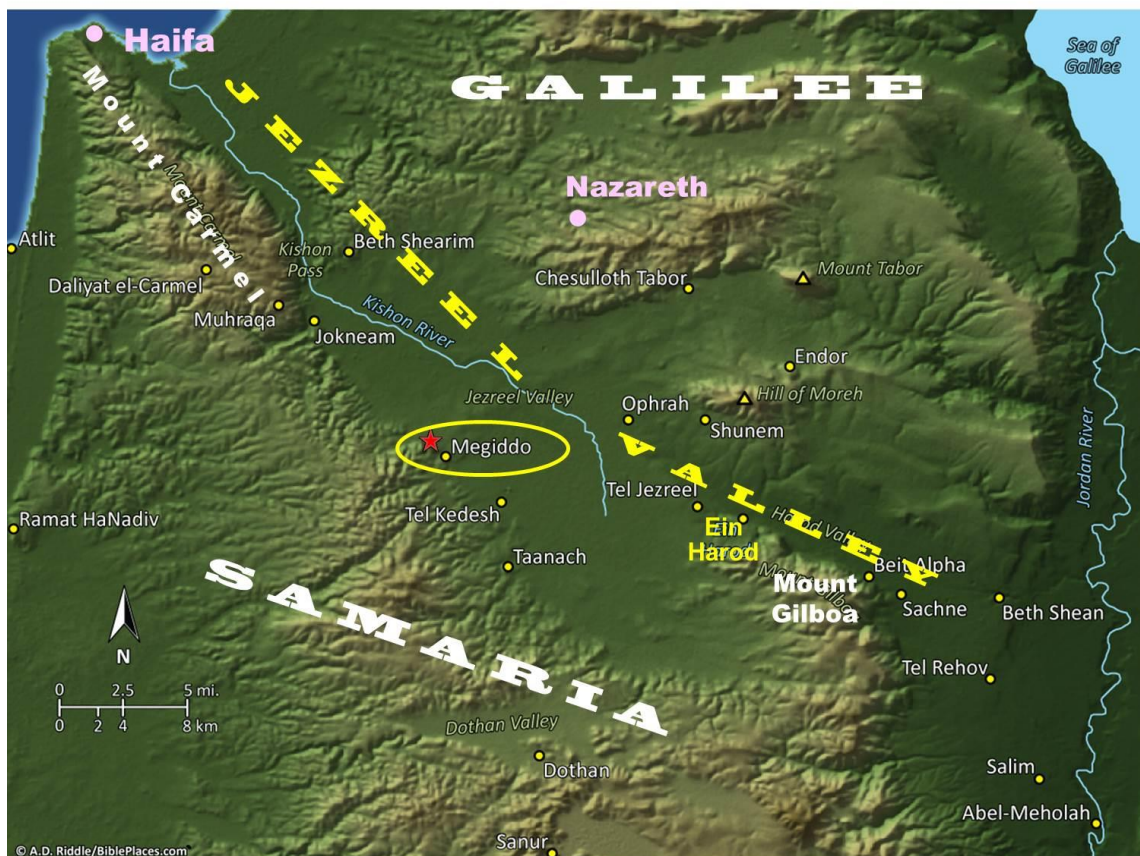 Haifa
Sea of
Galilee
GALILEE
JEZREEL
Mount Carmel
Mount Carmel
Nazareth
Atlit
Kishon
Pass
Beth Shearim
Daliyat el-Carmel
Chesulloth Tabor
Mount Tabor
Muhraqa
Kishon River
Jokneam
Endor
Jezreel Valley
Hill of Moreh
Ophrah
Shunem
Megiddo
Jordan River
VALLEY
Tel Jezreel
Tel Kedesh
Ramat HaNadiv
Ein
Harod
Harod Valley
Taanach
Beit Alpha
Mount
Gilboa
Mount Gilboa
Sachne
Beth Shean
SAMARIA
N
Tel Rehov
0 2.5 5 mi.
0 2 4 8 km
Dothan Valley
Dothan
Salim
Abel-Meholah
Sanur
© A.D. Riddle/BiblePlaces.com